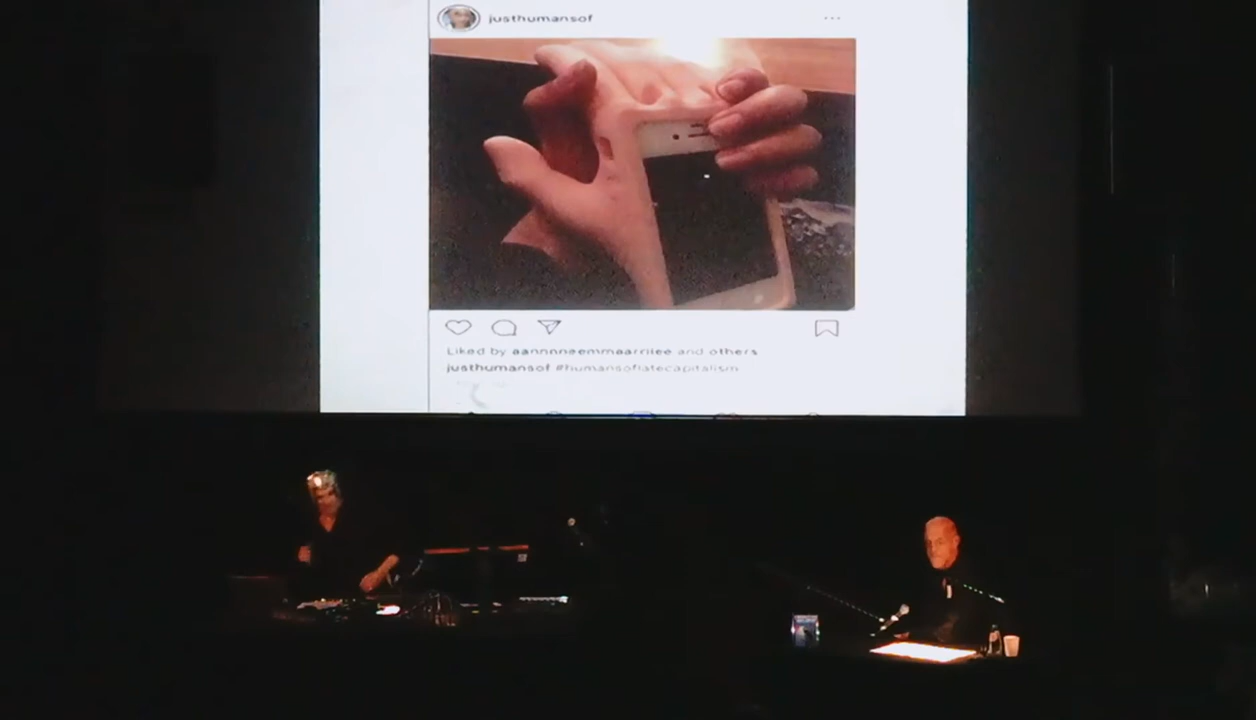 justhumansof
Liked by aannnneemmaarriiee and others
justhumansof #humansoflatecapitalism